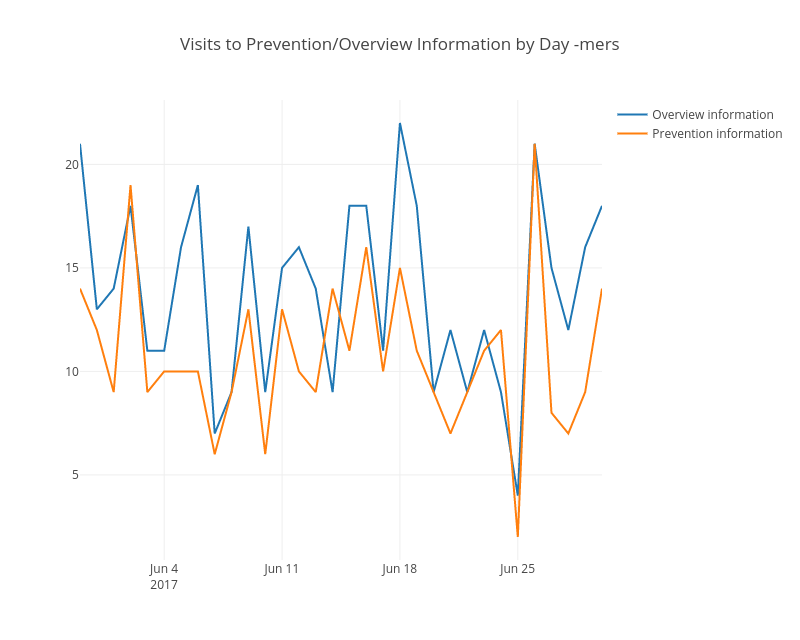 Visits to Prevention/Overview Information by Day -mers
Overview information
Prevention information
20
15
10
5
Jun 4
2017
Jun 11
Jun 18
Jun 25